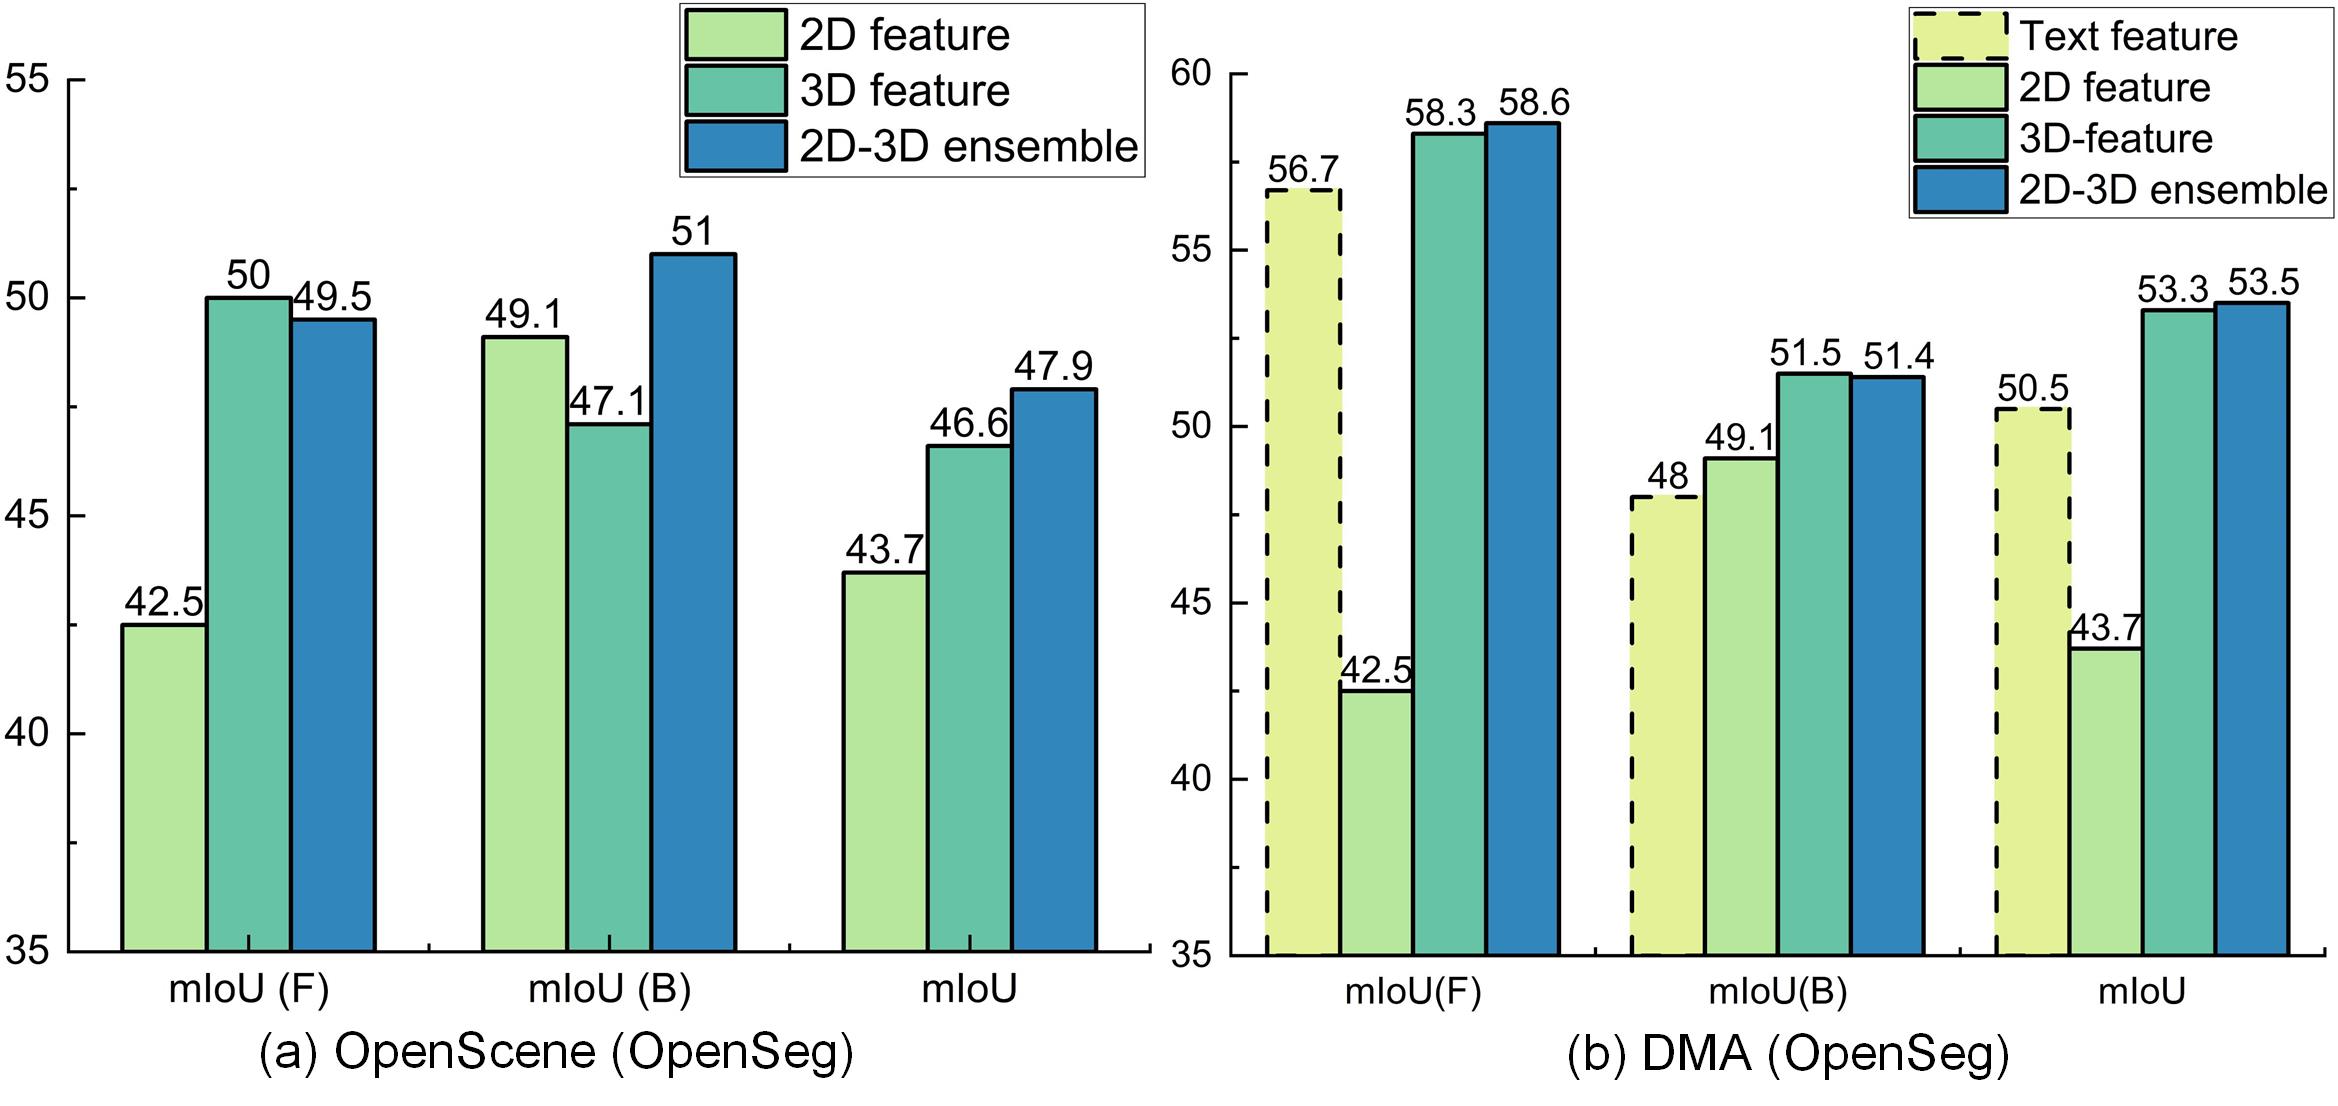 2D feature
3D feature
2D-3D ensemble
55
50
45
40
35
42.5
50
49.5
49.1
47.1
51
43.7
46.6
47.9
mIoU (F)
mIoU (B)
mIoU
(a) OpenScene (OpenSeg)
Text feature
2D feature
3D-feature
2D-3D ensemble
60
55
50
45
40
35
56.7
42.5
58.3
58.6
48
49.1
51.5
51.4
50.5
43.7
53.3
53.5
mIoU(F)
mIoU(B)
mIoU
(b) DMA (OpenSeg)